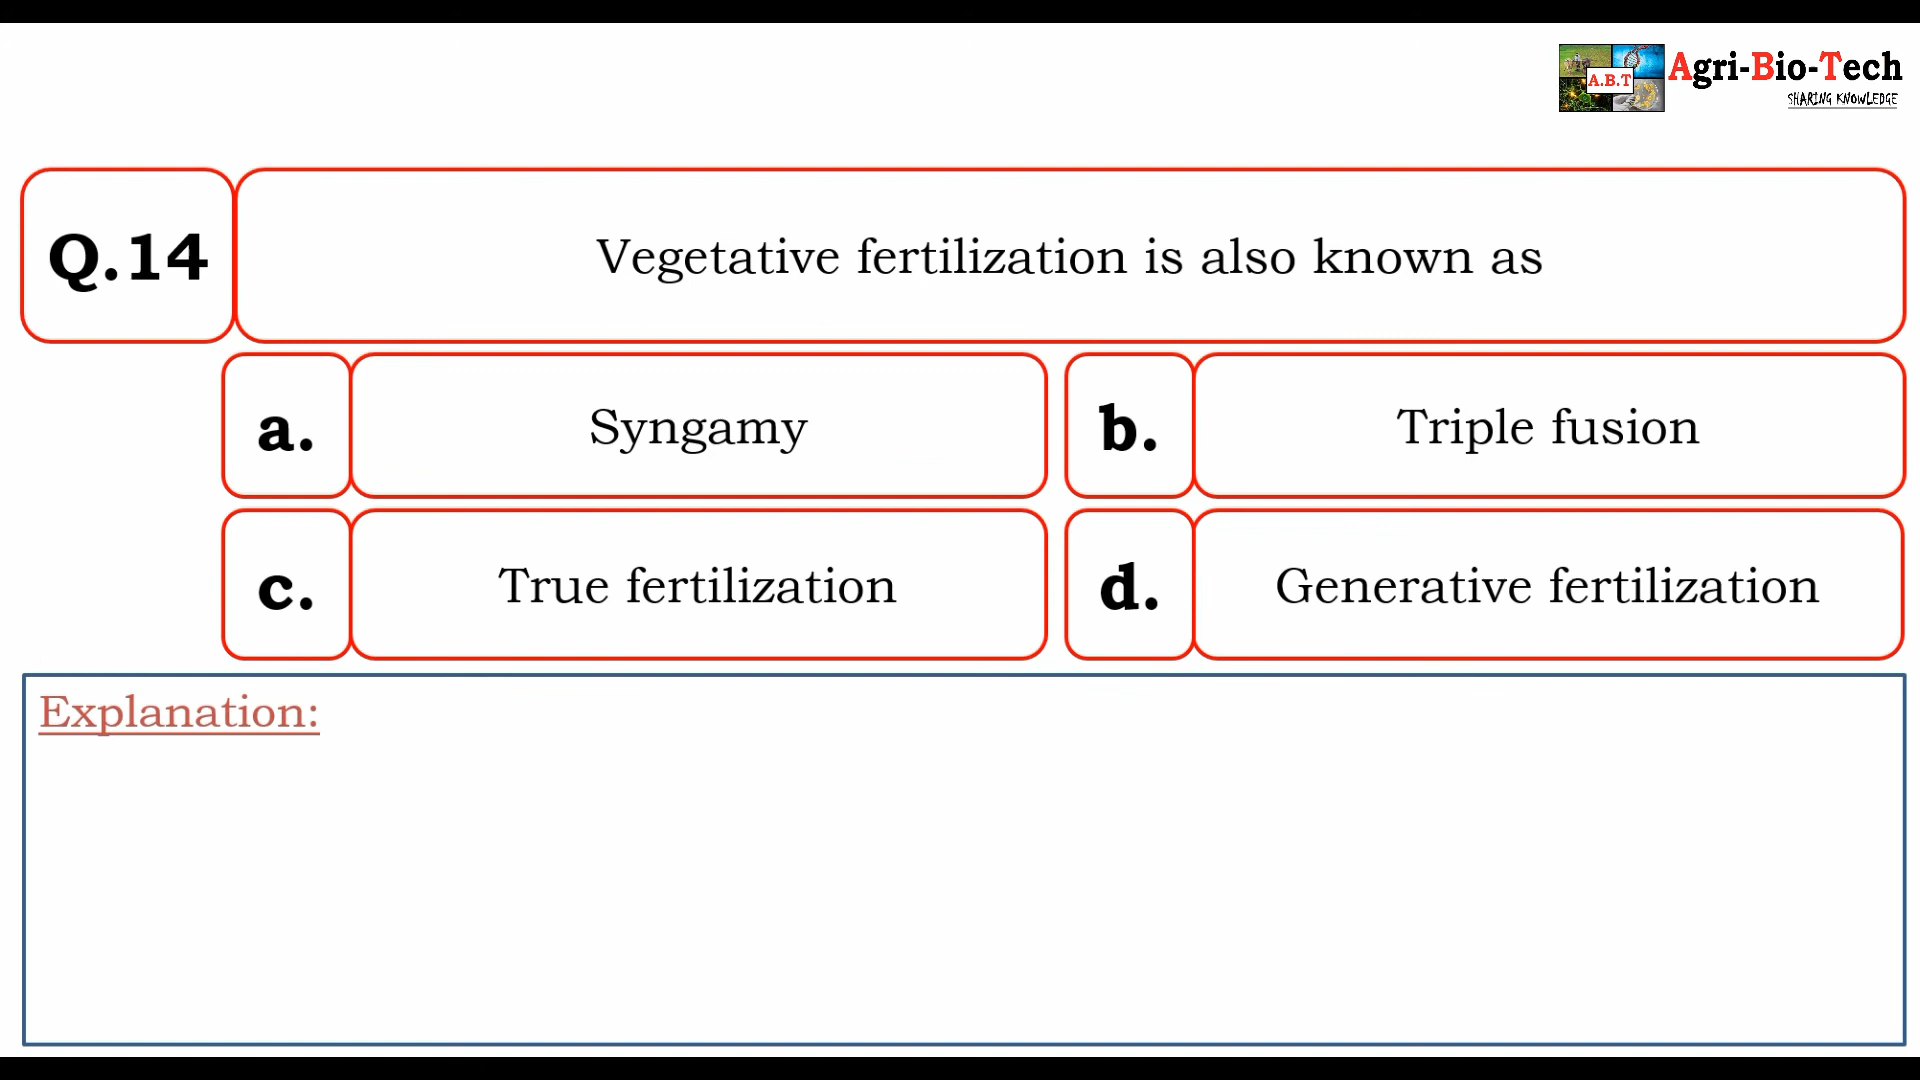 A.B.T
Agri-Bio-Tech
SHARING KNOWLEDGE
Q.14
Vegetative fertilization is also known as
a.
Syngamy
b.
Triple fusion
c.
True fertilization
d.
Generative fertilization
Explanation: